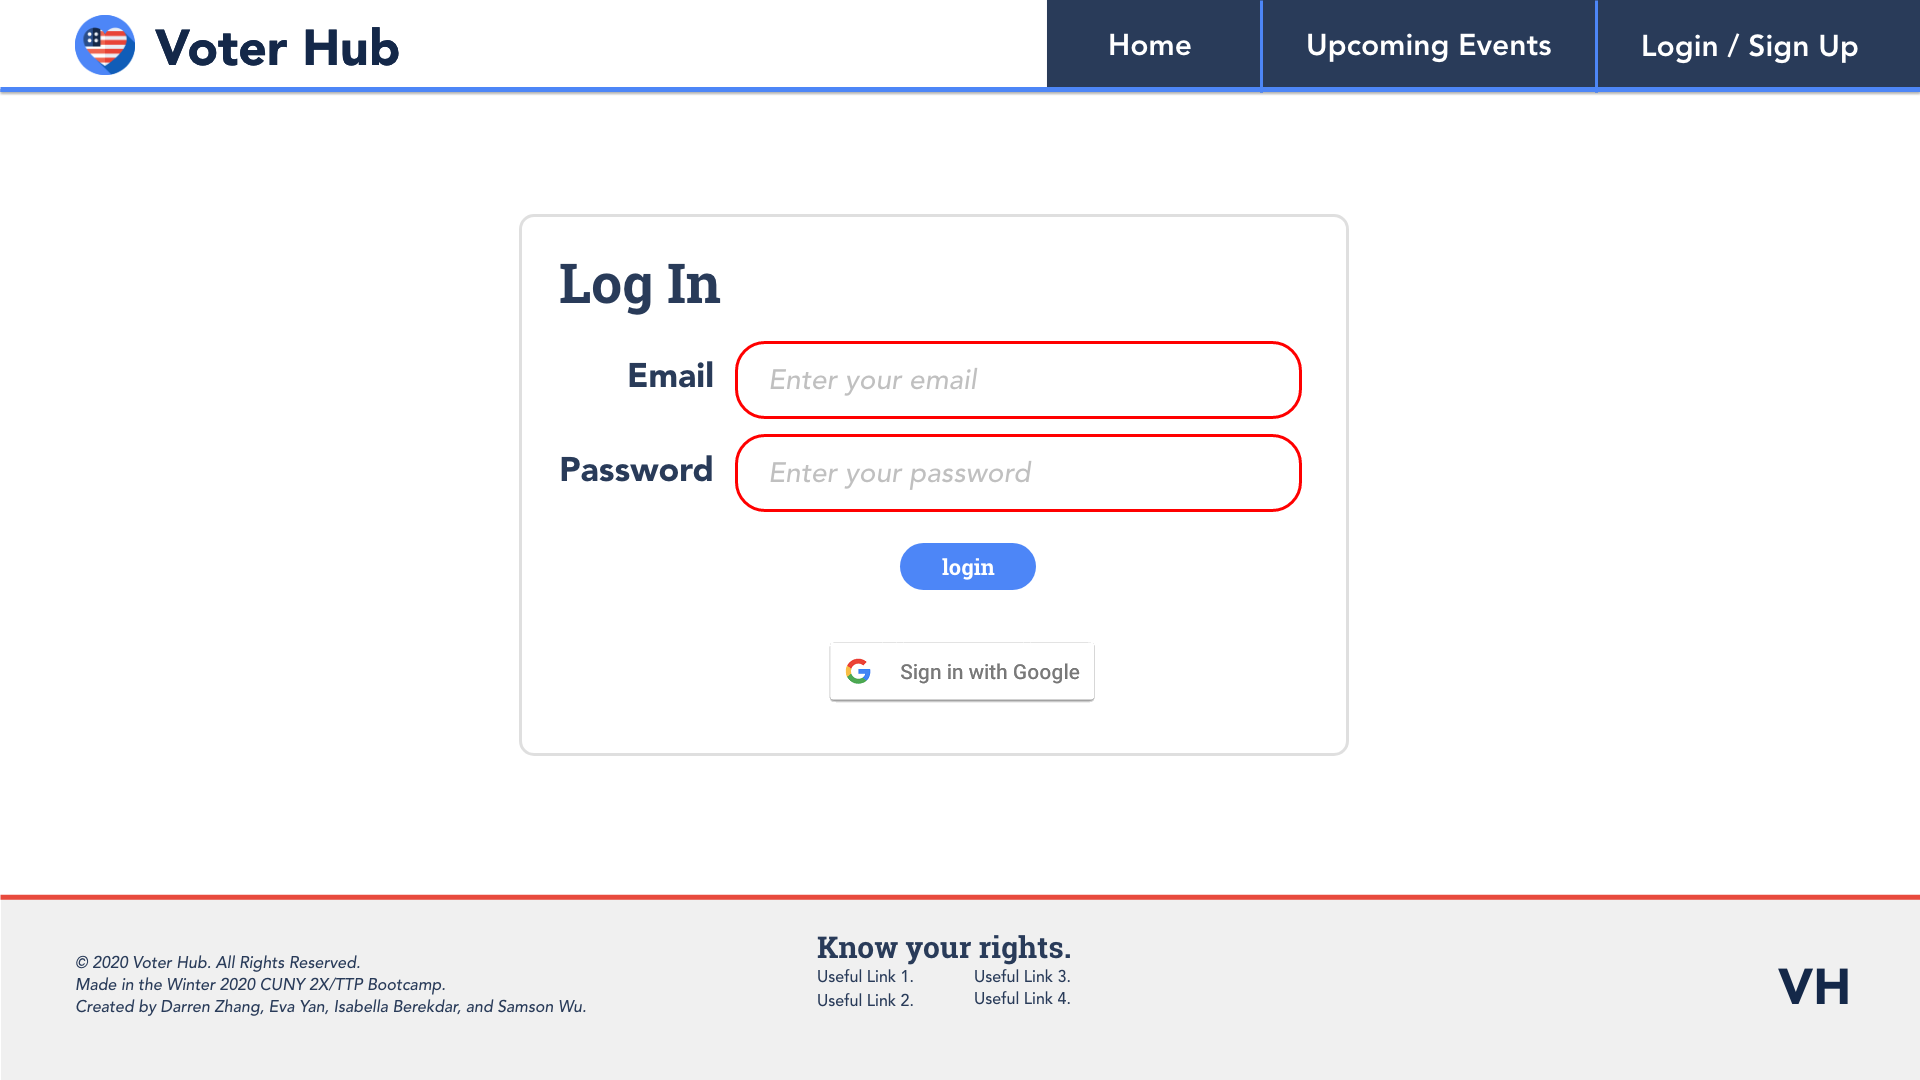 Voter Hub
Home
Upcoming Events
Login / Sign Up
Log In
Email
Enter your email
Password
Enter your password
login
Sign in with Google
© 2020 Voter Hub. All Rights Reserved.
Made in the Winter 2020 CUNY 2X/TTP Bootcamp.
Created by Darren Zhang, Eva Yan, Isabella Berekdar, and Samson Wu.
Know your rights.
Useful Link 1.
Useful Link 2.
Useful Link 3.
Useful Link 4.
VH